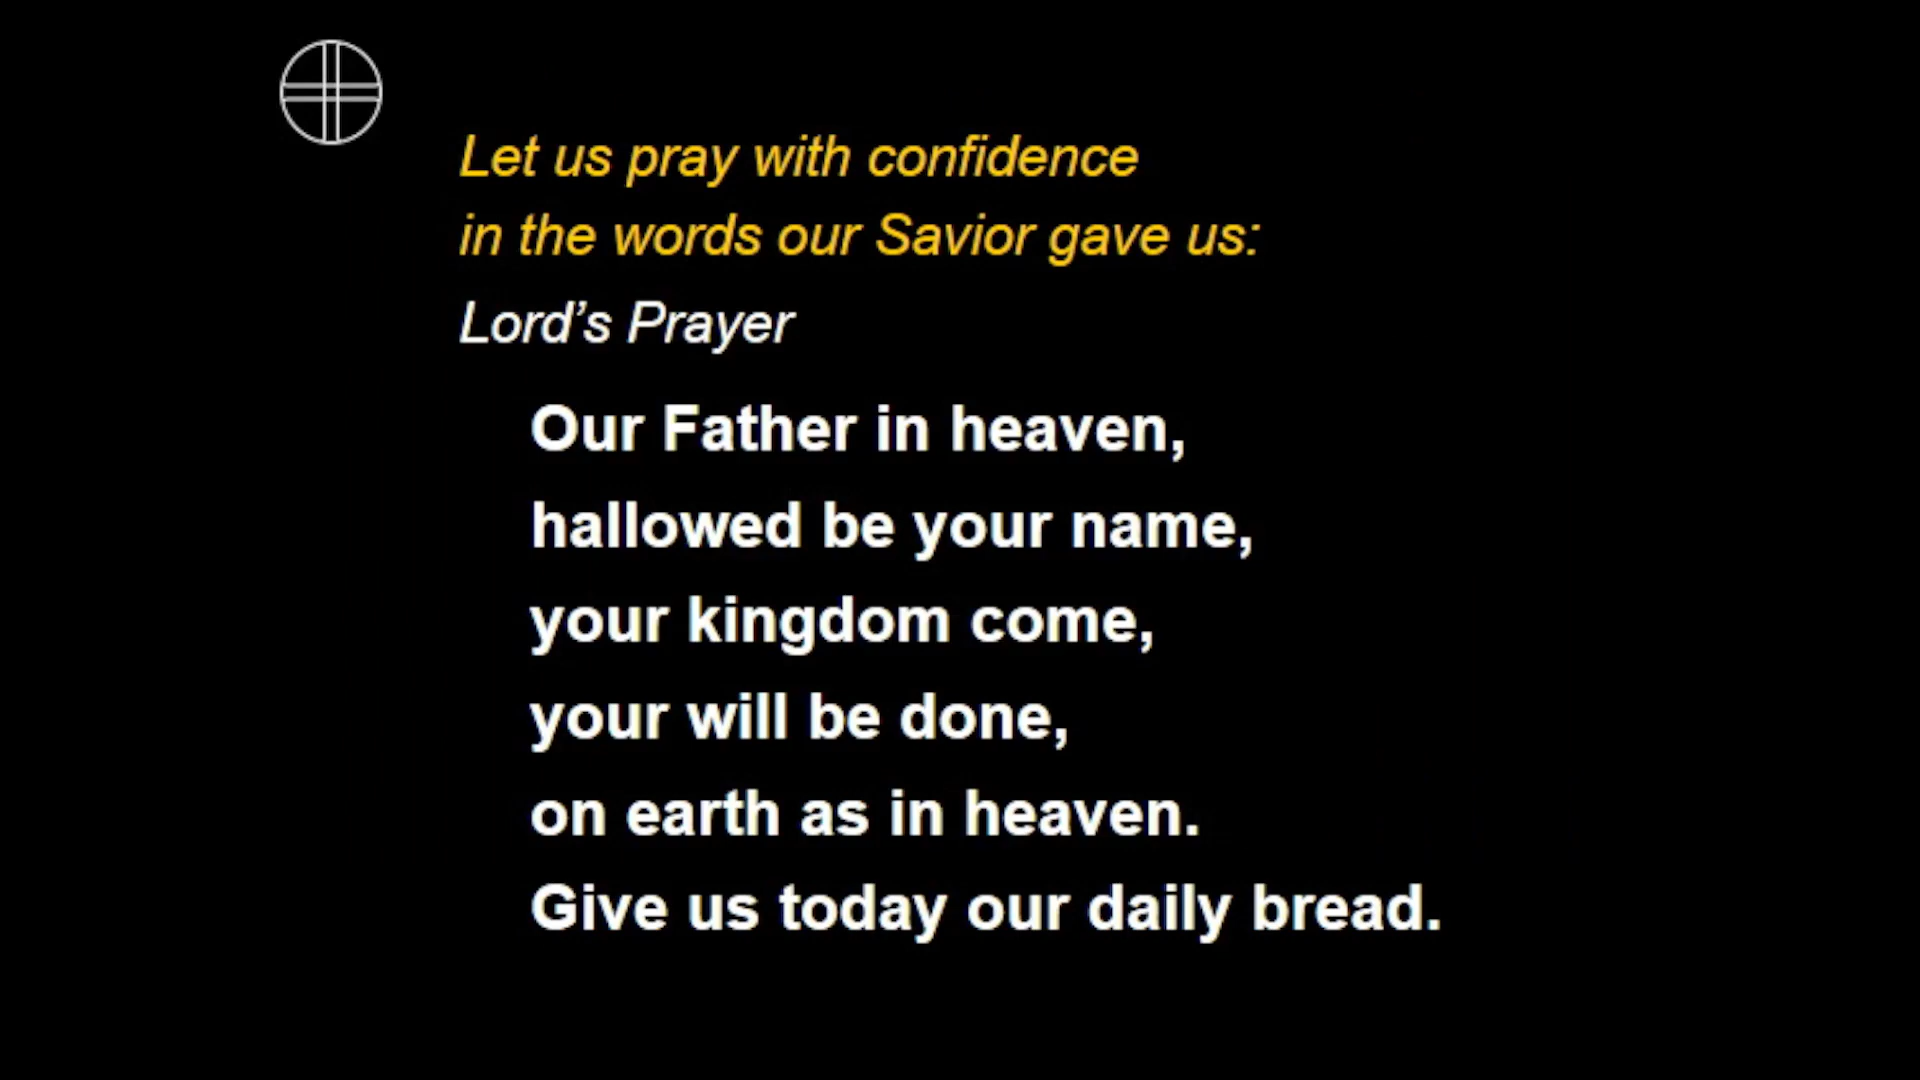 Let us pray with confidence
in the words our Savior gave us:
Lord’s Prayer
Our Father in heaven,
hallowed be your name,
your kingdom come,
your will be done,
on earth as in heaven.
Give us today our daily bread.